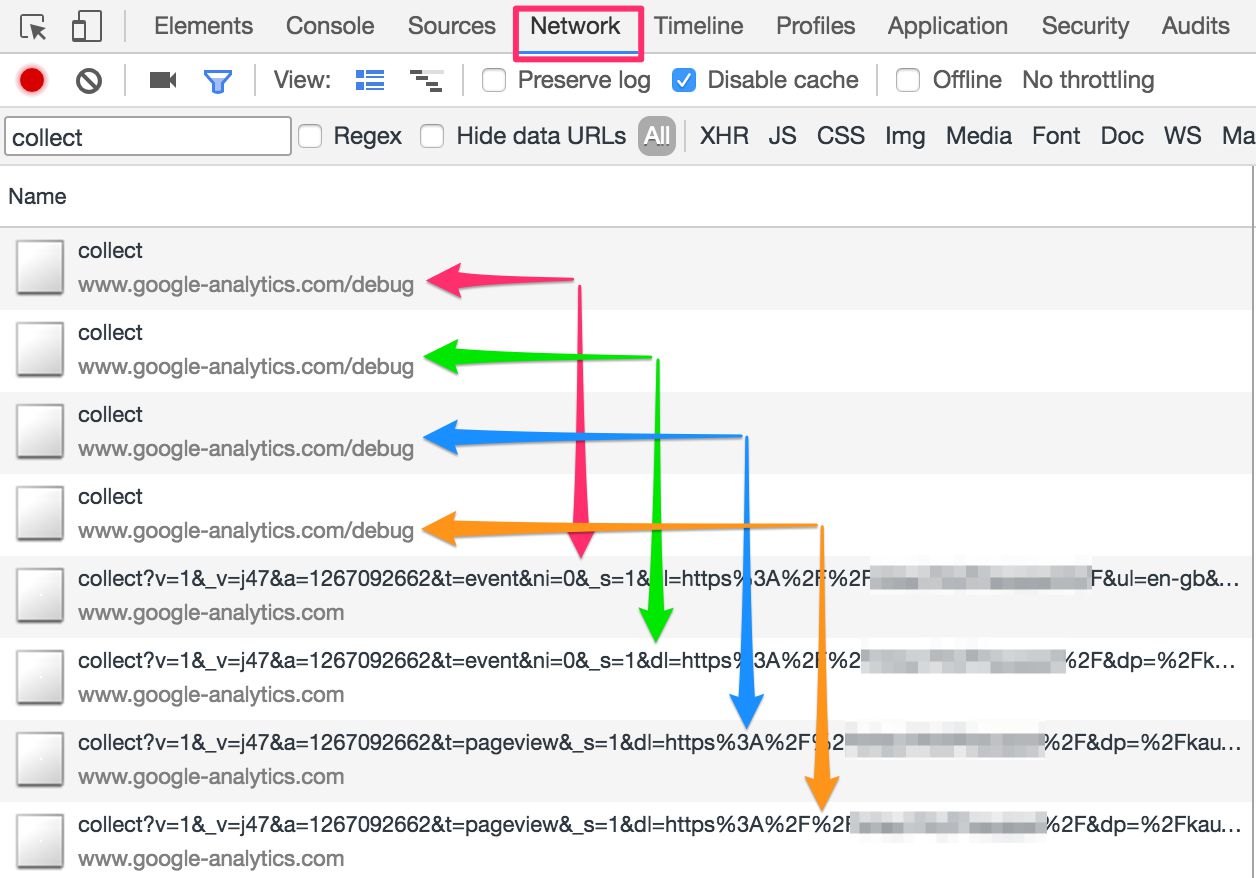 Elements Console Sources Network Timeline Profiles Application Security Audits
View: Preserve log Disable cache Offline No throttling
collect Regex Hide data URLs All XHR JS CSS Img Media Font Doc WS Ma
Name
collect
www.google-analytics.com/debug
collect
www.google-analytics.com/debug
collect
www.google-analytics.com/debug
collect
www.google-analytics.com/debug
collect?v=1&_v=j47&a=1267092662&t=event&ni=0&_s=1&dl=https%3A%2F%2F F&ul=en-gb&...
www.google-analytics.com
collect?v=1&_v=j47&a=1267092662&t=event&ni=0&_s=1&dl=https%3A%2F%2 %2F&dp=%2Fk...
www.google-analytics.com
collect?v=1&_v=j47&a=1267092662&t=pageview&_s=1&dl=https%3A%2F%2 %2F&dp=%2Fkau...
www.google-analytics.com
collect?v=1&_v=j47&a=1267092662&t=pageview&_s=1&dl=https%3A%2F%2F %2F&dp=%2Fkau...
www.google-analytics.com